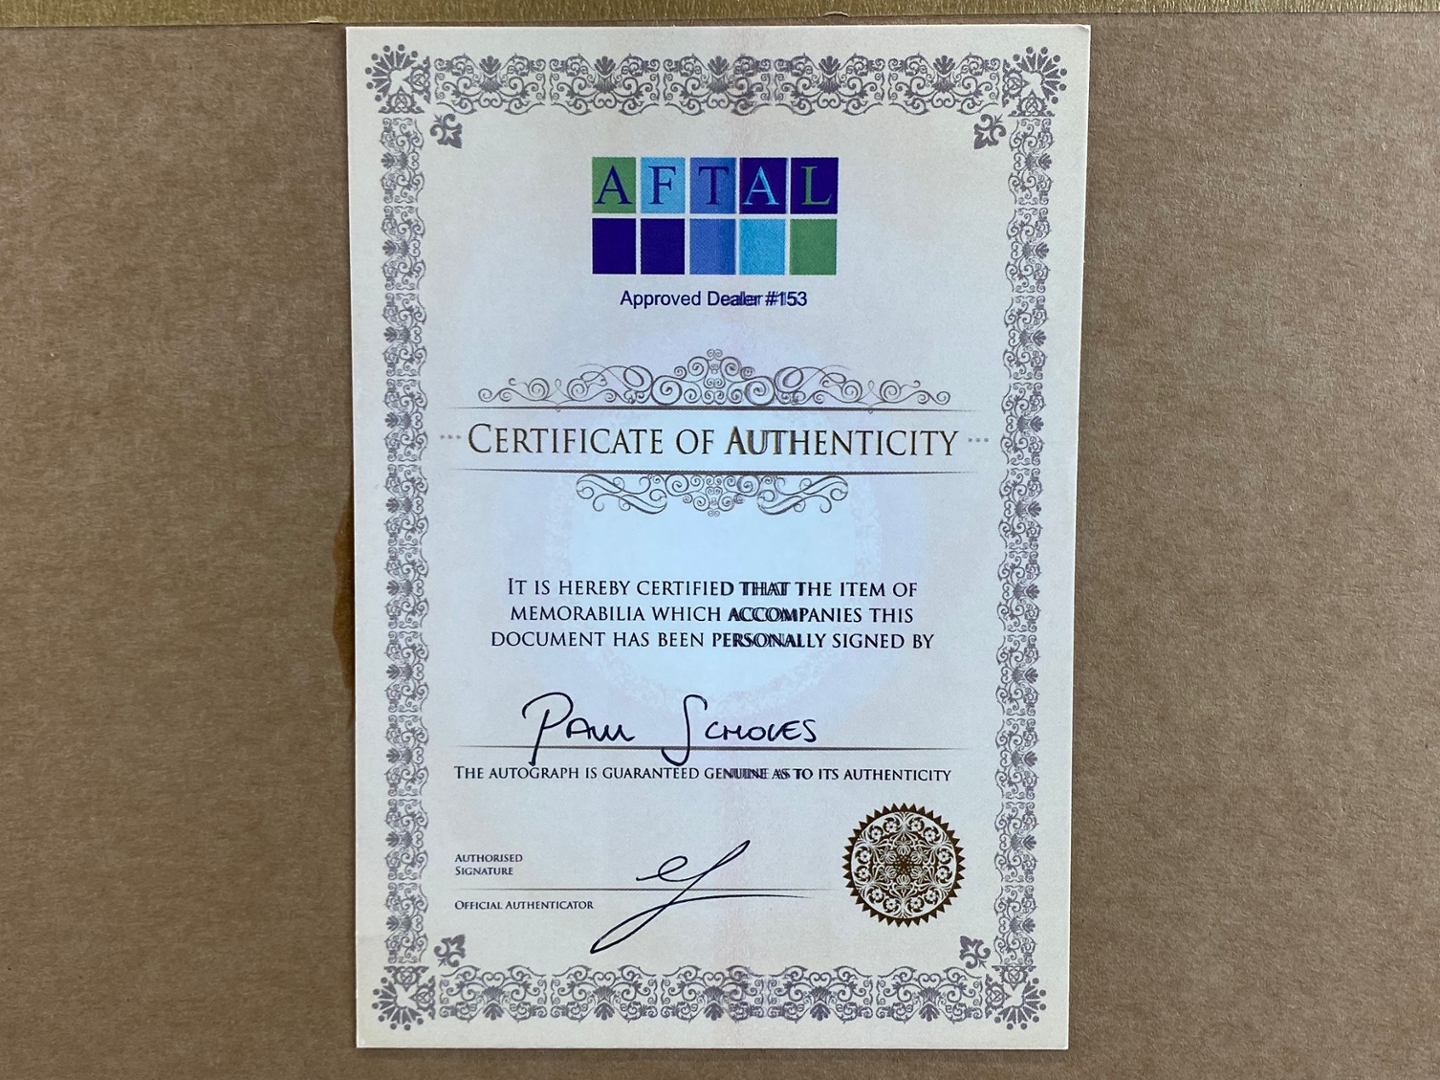 AFTAL
Approved Dealer #153
CERTIFICATE OF AUTHENTICITY
IT IS HEREBY CERTIFIED THAT THE ITEM OF
MEMORABILIA WHICH ACCOMPANIES THIS
DOCUMENT HAS BEEN PERSONALLY SIGNED BY
PAUL SCHOLES
THE AUTOGRAPH IS GUARANTEED GENUINE AS TO ITS AUTHENTICITY
AUTHORISED
SIGNATURE
OFFICIAL AUTHENTICATOR